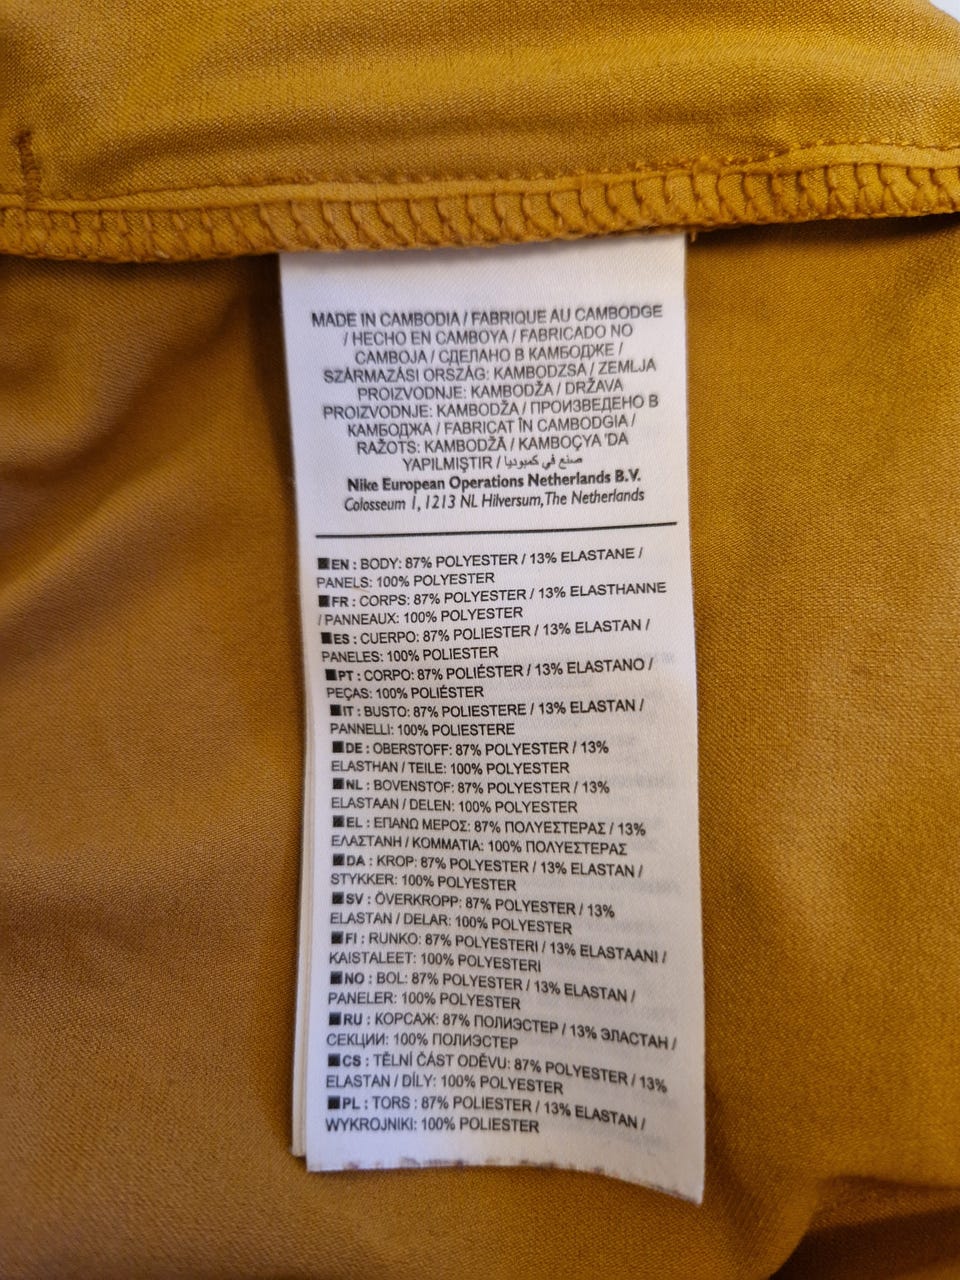 MADE IN CAMBODIA / FABRIQUE AU CAMBODGE
/ HECHO EN CAMBOYA / FABRICADO NO
CAMBOJA / СДЕЛАНО В КАМБОДЖЕ /
SZÁRMAZÁSI ORSZÁG: KAMBODZSA / ZEMLJA
PROIZVODNJE: KAMBODŽA / DRŽAVA
PROIZVODNJE: KAMBODŽA / ПРОИЗВЕДЕНО В
КАМБОДЖА / FABRICAT ÎN CAMBODGIA /
RAŽOTS: KAMBODŽĀ / KAMBOÇYA 'DA
YAPILMIŞTIR / صنع في كمبوديا
Nike European Operations Netherlands B.V.
Colosseum 1, 1213 NL Hilversum, The Netherlands
■EN : BODY: 87% POLYESTER / 13% ELASTANE /
PANELS: 100% POLYESTER
■FR : CORPS: 87% POLYESTER / 13% ELASTHANNE
/ PANNEAUX: 100% POLYESTER
■ES : CUERPO: 87% POLIESTER / 13% ELASTAN /
PANELES: 100% POLIESTER
■PT : CORPO: 87% POLIÉSTER / 13% ELASTANO /
PEÇAS: 100% POLIÉSTER
■IT : BUSTO: 87% POLIESTERE / 13% ELASTAN /
PANNELLI: 100% POLIESTERE
■DE : OBERSTOFF: 87% POLYESTER / 13%
ELASTHAN / TEILE: 100% POLYESTER
■NL : BOVENSTOF: 87% POLYESTER / 13%
ELASTAAN / DELEN: 100% POLYESTER
■EL : ΕΠΑΝΩ ΜΕΡΟΣ: 87% ΠΟΛΥΕΣΤΕΡΑΣ / 13%
ΕΛΑΣΤΑΝΗ / ΚΟΜΜΑΤΙΑ: 100% ΠΟΛΥΕΣΤΕΡΑΣ
■DA : KROP: 87% POLYESTER / 13% ELASTAN /
STYKKER: 100% POLYESTER
■SV : ÖVERKROPP: 87% POLYESTER / 13%
ELASTAN / DELAR: 100% POLYESTER
■FI : RUNKO: 87% POLYESTERI / 13% ELASTAANI /
KAISTALEET: 100% POLYESTERI
■NO : BOL: 87% POLYESTER / 13% ELASTAN /
PANELER: 100% POLYESTER
■RU : КОРСАЖ: 87% ПОЛИЭСТЕР / 13% ЭЛАСТАН /
СЕКЦИИ: 100% ПОЛИЭСТЕР
■CS : TĚLNÍ ČÁST ODĚVU: 87% POLYESTER / 13%
ELASTAN / DÍLY: 100% POLYESTER
■PL : TORS : 87% POLIESTER / 13% ELASTAN /
WYKROJNIKI: 100% POLIESTER